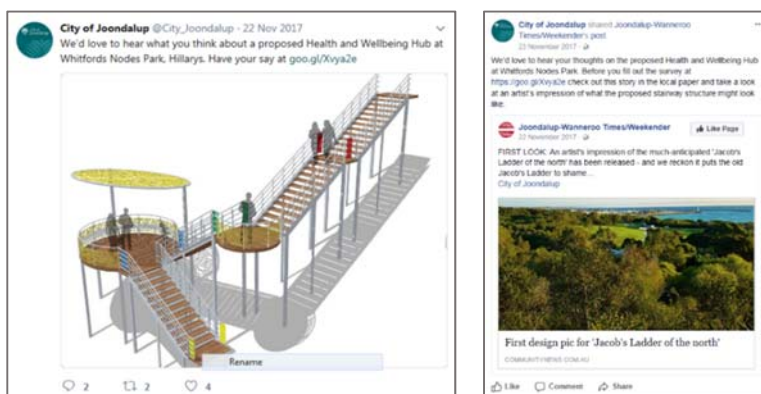 City of Joondalup @City_Joondalup · 22 Nov 2017
We'd love to hear what you think about a proposed Health and Wellbeing Hub at
Whitfords Nodes Park, Hillarys. Have your say at goo.gl/Xvya2e
Rename
2 2 4
City of Joondalup shared Joondalup-Wanneroo
Times/Weekender's post
23 November 2017 ·
We'd love to hear your thoughts on the proposed Health and Wellbeing Hub
at Whitfords Nodes Park. Before you fill out the survey at
https://goo.gl/Xvya2e check out this story in the local paper and take a look
at an artist's impression of what the proposed stairway structure might look
like.
Joondalup-Wanneroo Times/Weekender
22 November 2017 ·
Like Page
FIRST LOOK: An artist's impression of the much-anticipated 'Jacob's
Ladder of the north' has been released - and we reckon it puts the old
Jacob's Ladder to shame...
City of Joondalup
First design pic for 'Jacob's Ladder of the north'
COMMUNITYNEWS.COM.AU
Like Comment Share